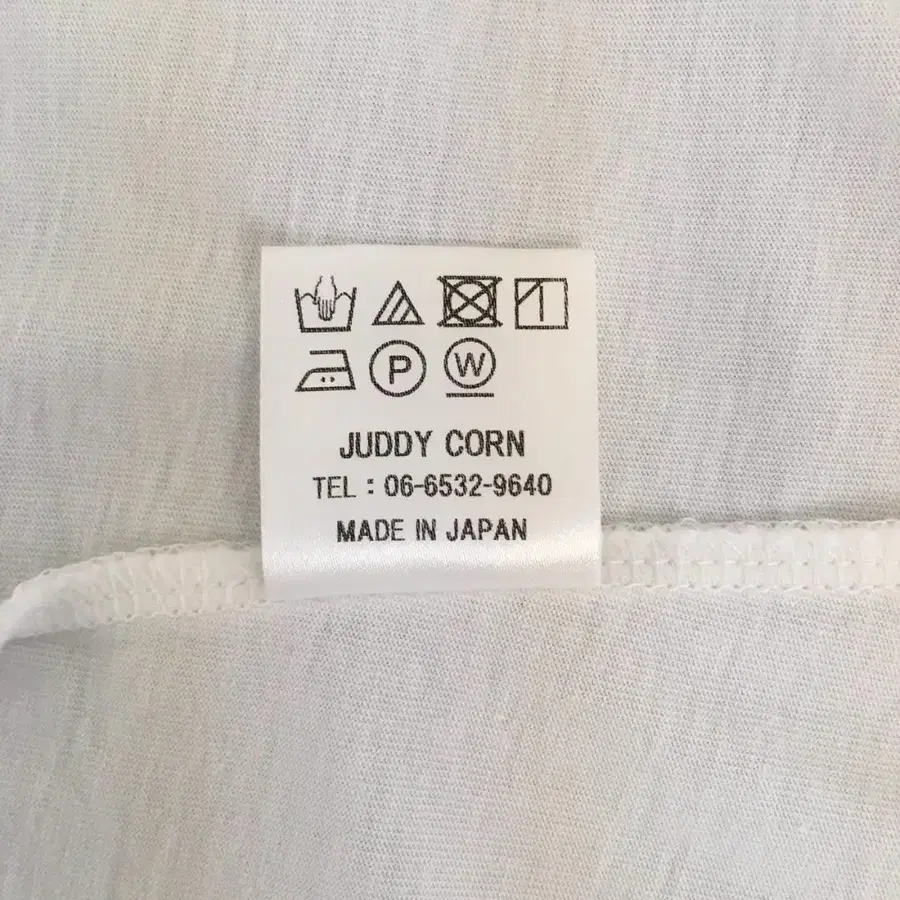 P W
JUDDY CORN
TEL : 06-6532-9640
MADE IN JAPAN